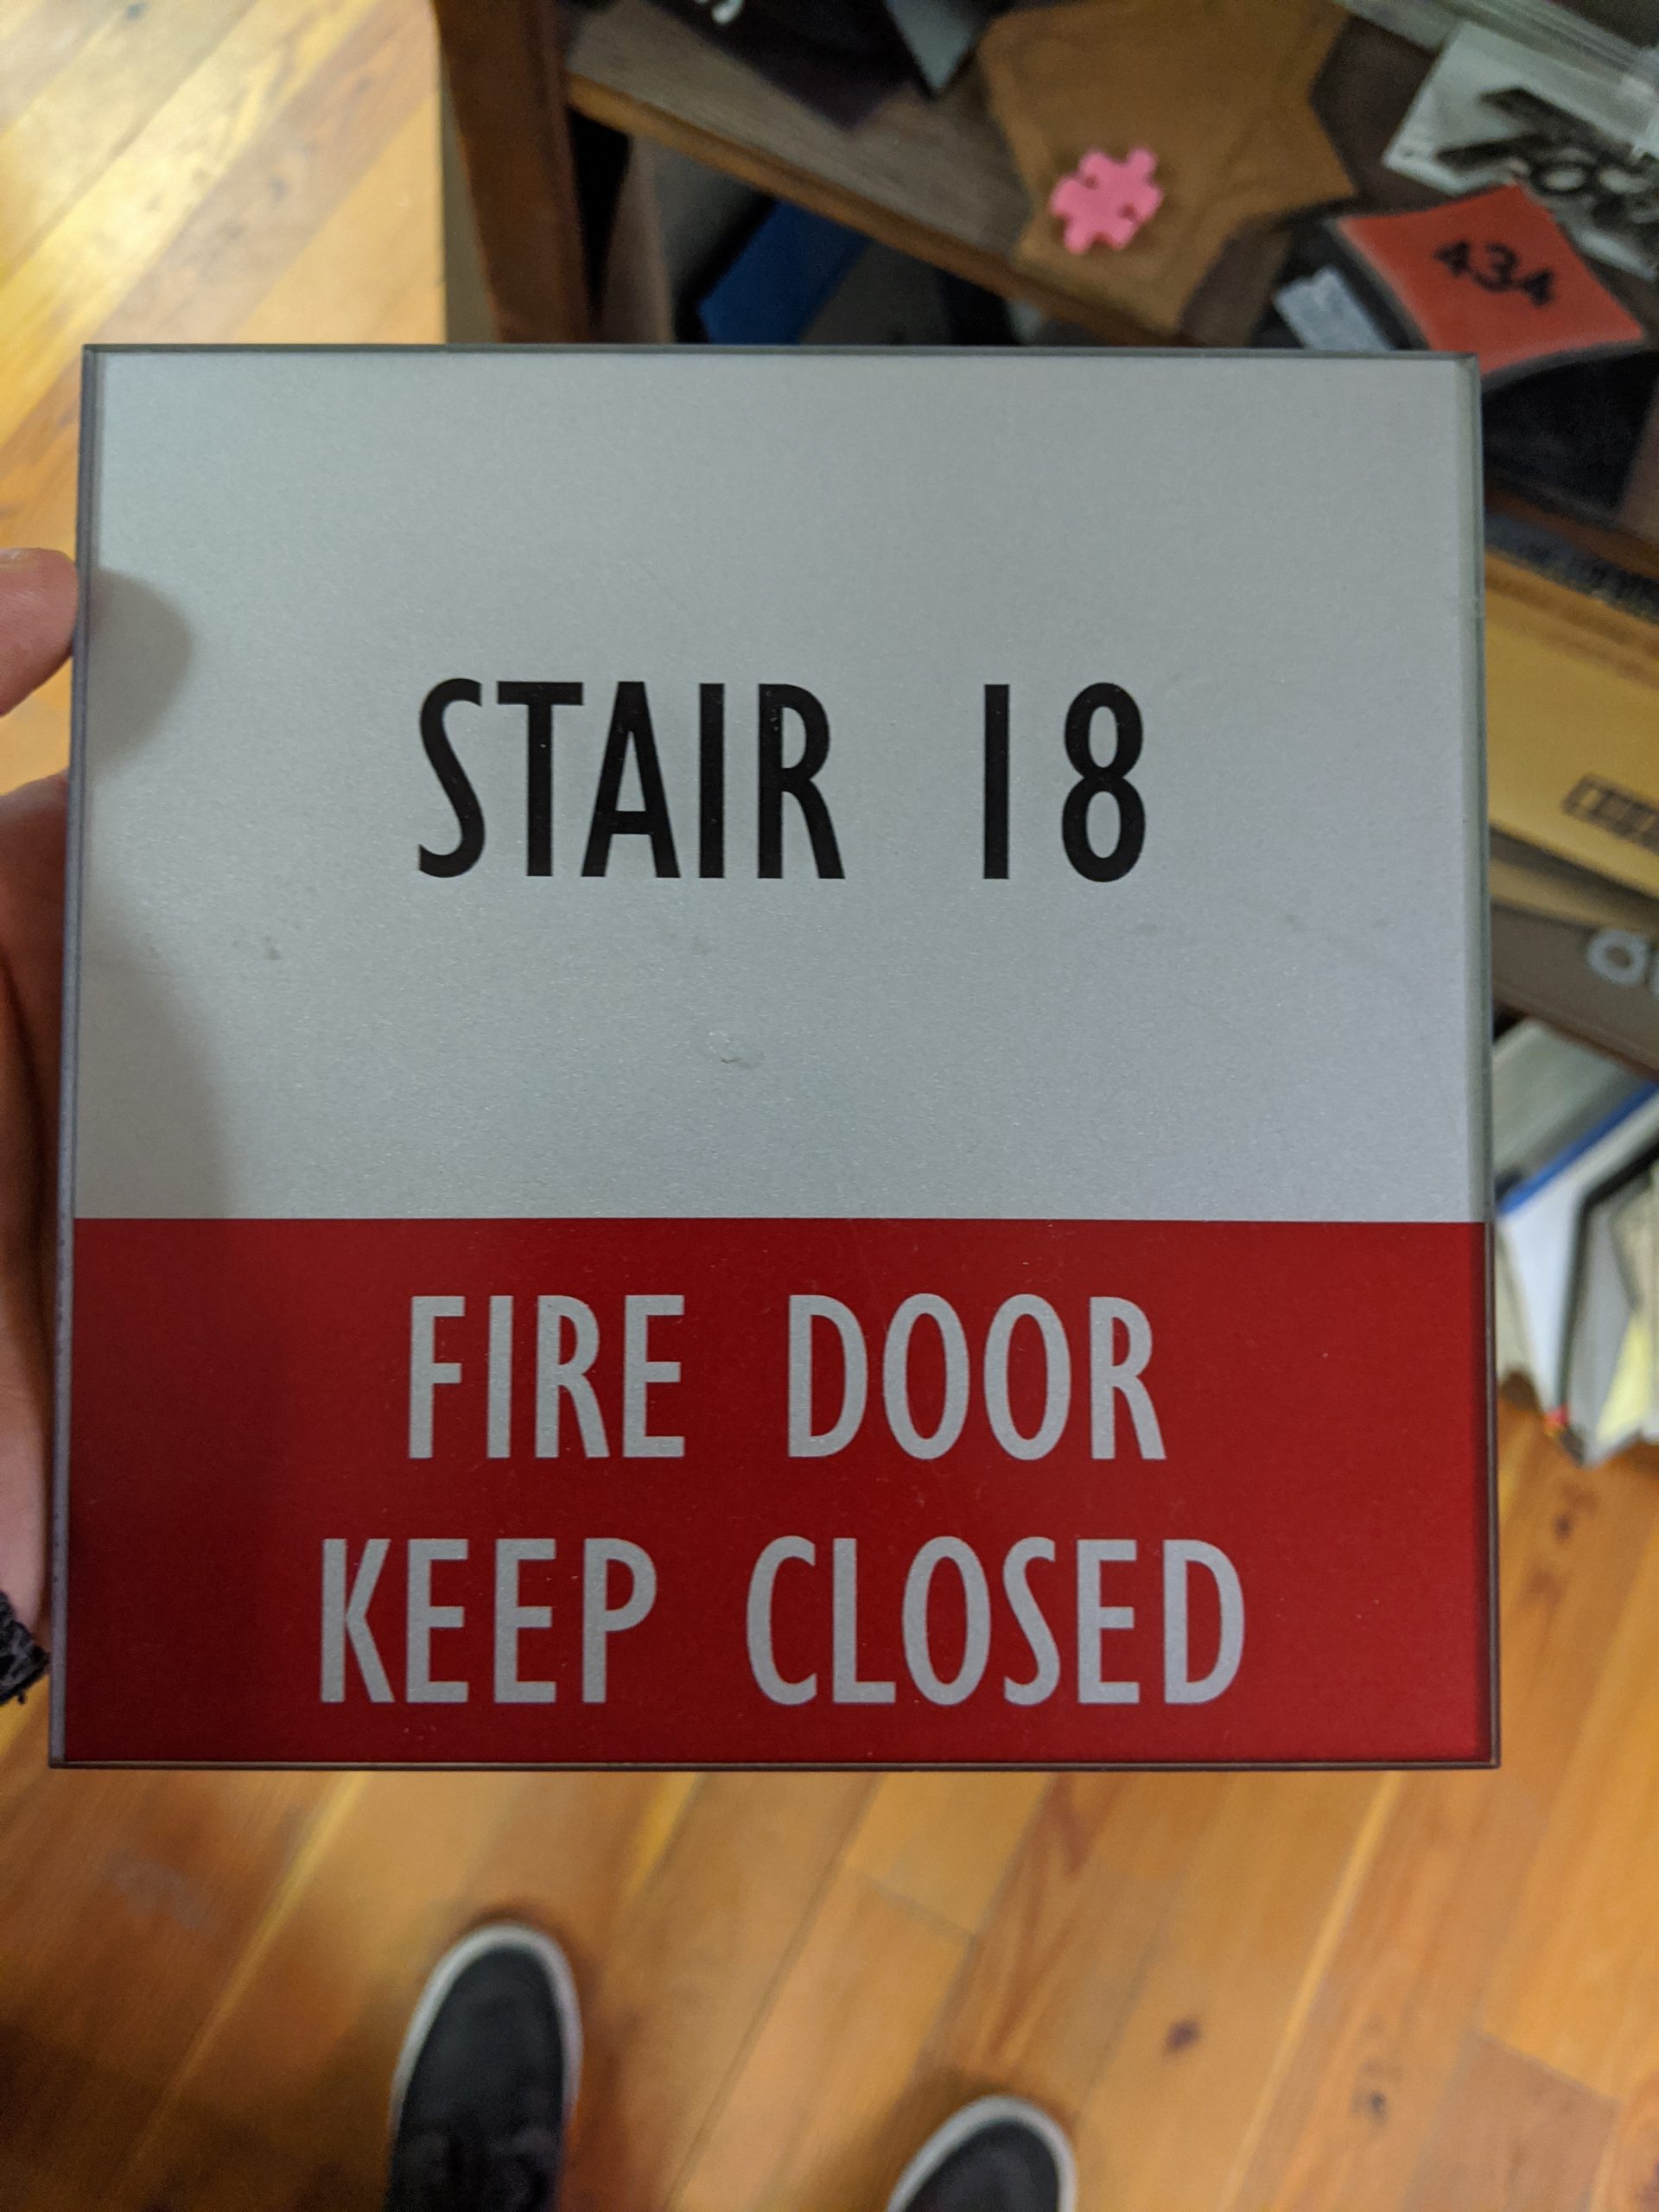 434
STAIR 18
FIRE DOOR
KEEP CLOSED